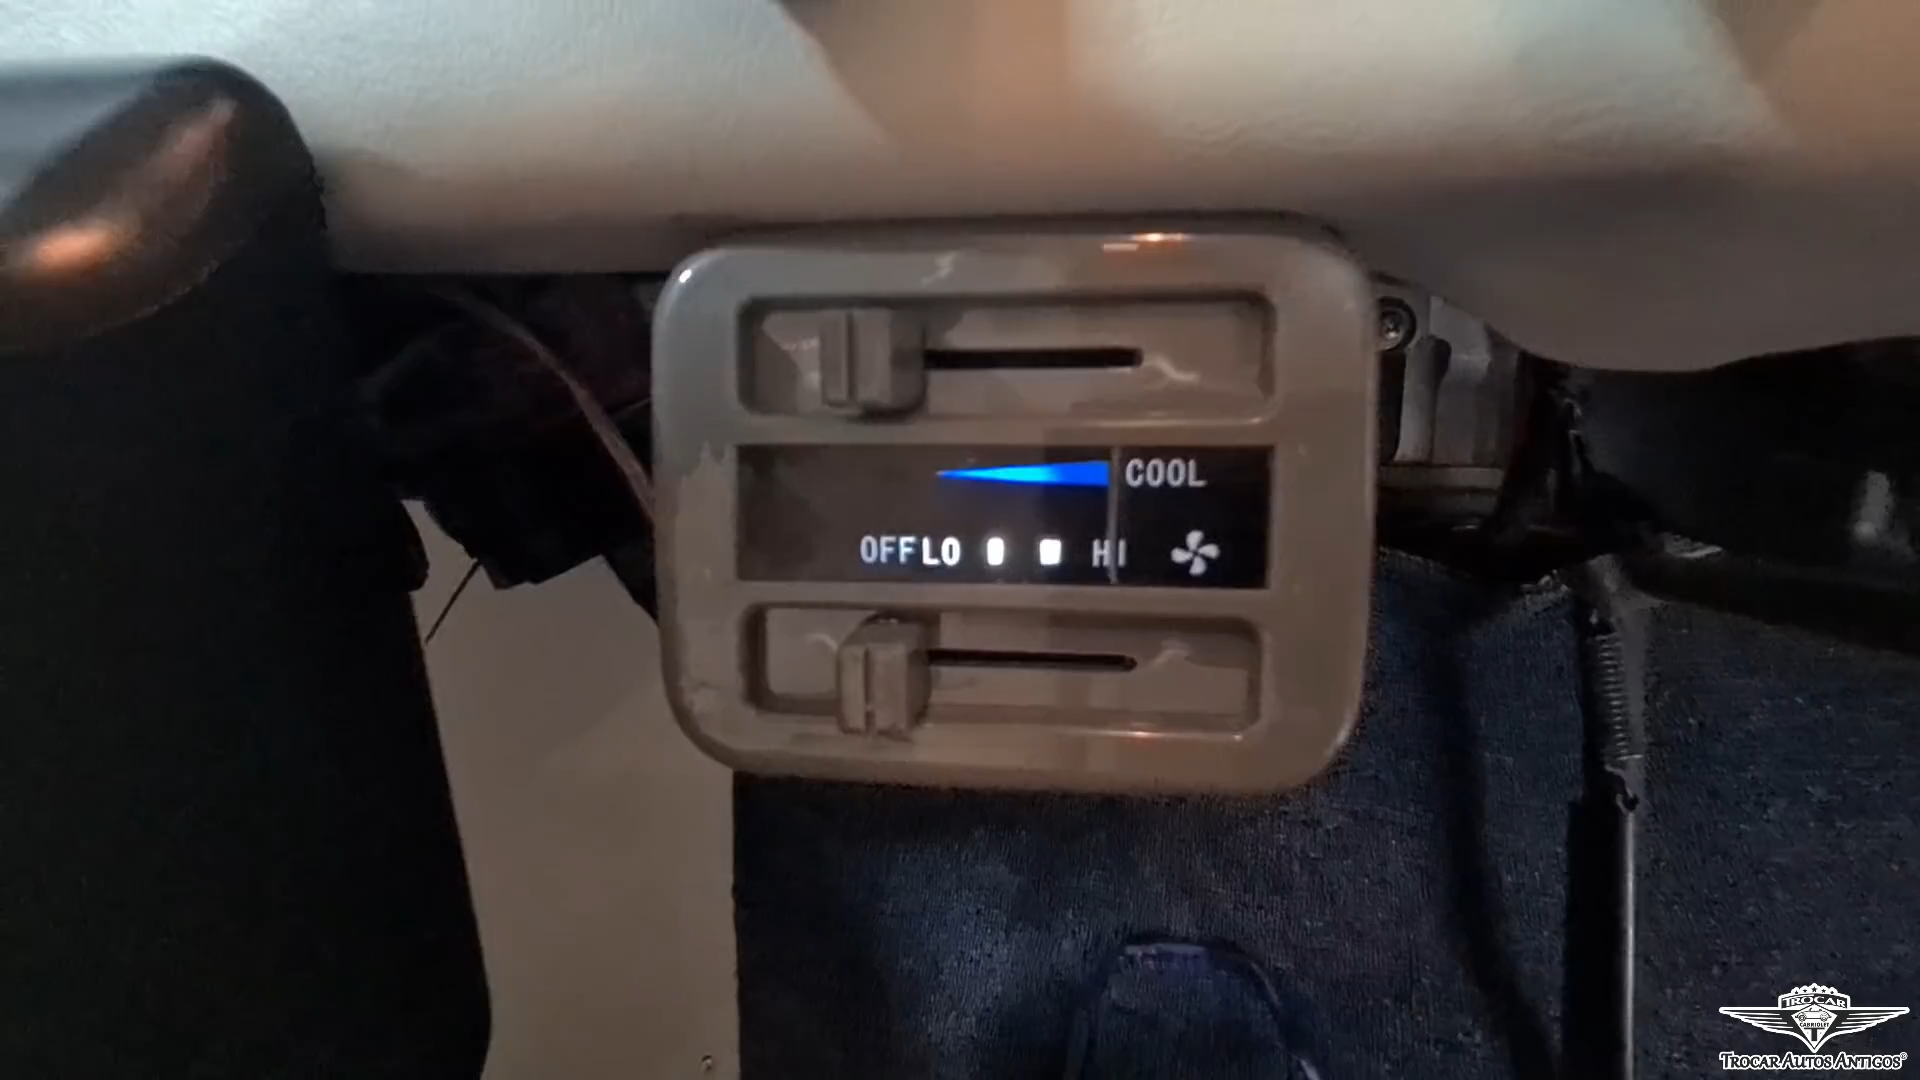 COOL
OFF LO HI
TROCAR
CABRIOLET
TROCAR AUTOS ANTIGOS®